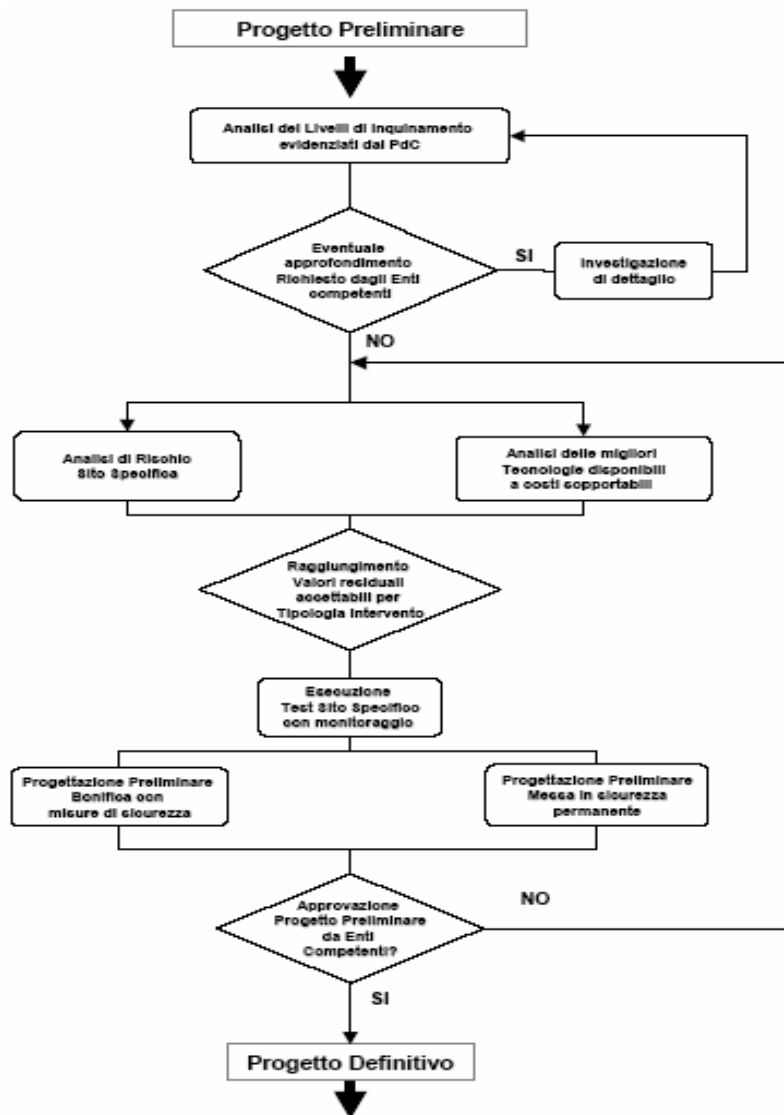 Progetto Preliminare
Analisi dei Livelli di Inquinamento
evidenziati dal PdC
Eventuale
approfondimento
Richiesto dagli Enti
competenti
SI
Investigazione
di dettaglio
NO
Analisi di Rischio
Sito Specifica
Analisi delle migliori
Tecnologie disponibili
a costi sopportabili
Raggiungimento
Valori residuali
accettabili per
Tipologia Intervento
Esecuzione
Test Sito Specifico
con monitoraggio
Progettazione Preliminare
Bonifica con
misure di sicurezza
Progettazione Preliminare
Messa in sicurezza
permanente
Approvazione
Progetto Preliminare
da Enti
Competenti?
NO
SI
Progetto Definitivo